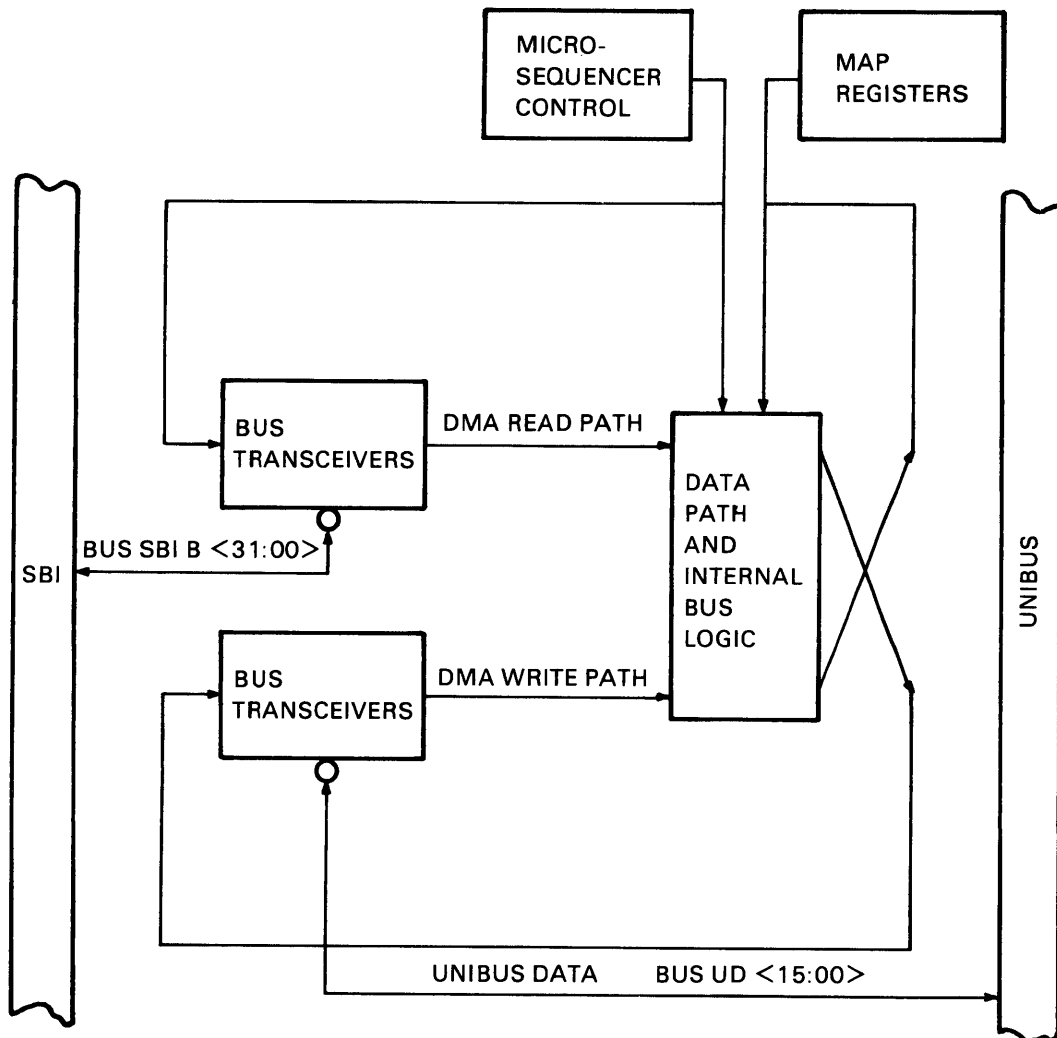 MICRO-
SEQUENCER
CONTROL
MAP
REGISTERS
BUS
TRANSCEIVERS
DMA READ PATH
DATA
PATH
AND
INTERNAL
BUS
LOGIC
BUS SBI B <31:00>
SBI
UNIBUS
BUS
TRANSCEIVERS
DMA WRITE PATH
UNIBUS DATA BUS UD <15:00>